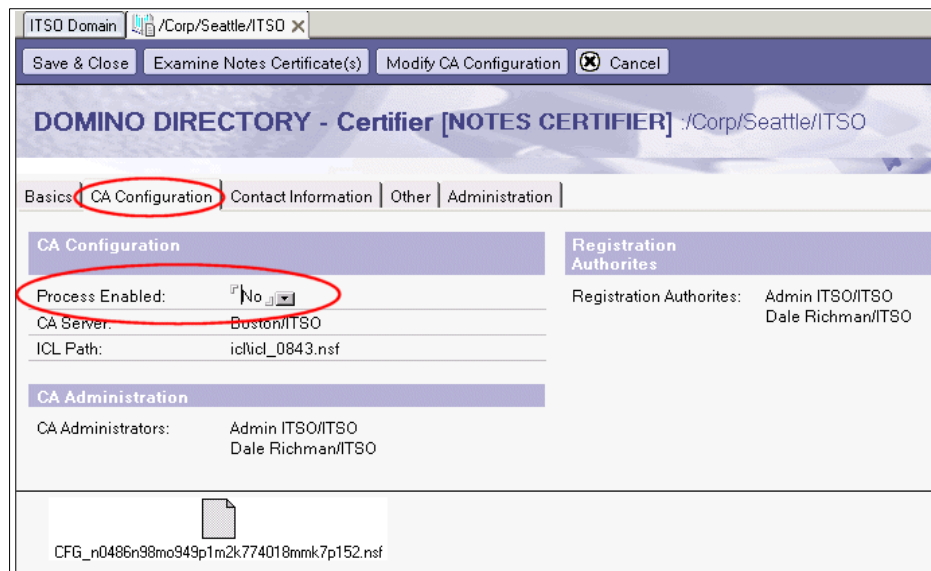 ITSO Domain /Corp/Seattle/ITSO
Save & Close Examine Notes Certificate(s) Modify CA Configuration Cancel
DOMINO DIRECTORY - Certifier [NOTES CERTIFIER] :/Corp/Seattle/ITSO
Basics CA Configuration Contact Information Other Administration
CA Configuration
Process Enabled: No
CA Server: Boston/ITSO
ICL Path: icl\icl_0843.nsf
CA Administration
CA Administrators: Admin ITSO/ITSO
Dale Richman/ITSO
Registration
Authorites
Registration Authorites: Admin ITSO/ITSO
Dale Richman/ITSO
CFG_n0486n98mo949p1m2k774018mmk7p152.nsf